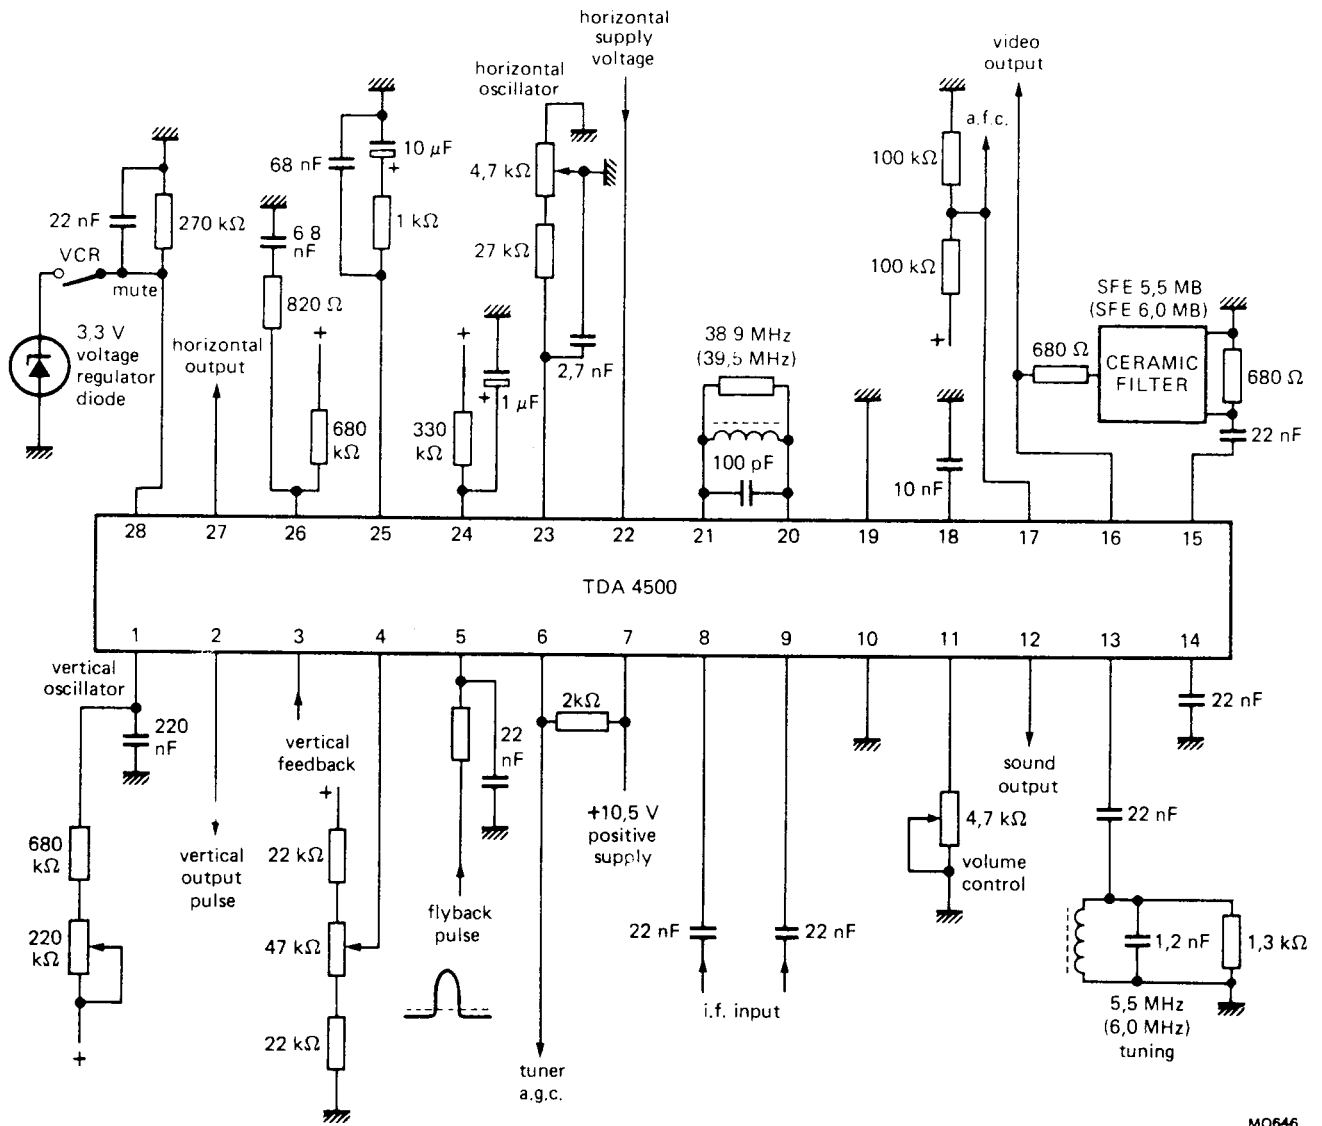 horizontal
supply
voltage
video
output
horizontal
oscillator
a.f.c.
68 nF
10 µF
+
4,7 kΩ
100 kΩ
22 nF
270 kΩ
6 8
nF
1 kΩ
27 kΩ
100 kΩ
VCR
mute
820 Ω
SFE 5,5 MB
(SFE 6,0 MB)
3,3 V
voltage
regulator
diode
horizontal
output
+
+
+
38 9 MHz
(39,5 MHz)
680 Ω
CERAMIC
FILTER
680 Ω
2,7 nF
+
1 µF
680
kΩ
330
kΩ
100 pF
10 nF
22 nF
28
27
26
25
24
23
22
21
20
19
18
17
16
15
TDA 4500
1
2
3
4
5
6
7
8
9
10
11
12
13
14
vertical
oscillator
220
nF
vertical
feedback
+
22
nF
2kΩ
22 nF
+10,5 V
positive
supply
sound
output
680
kΩ
vertical
output
pulse
22 kΩ
4,7 kΩ
volume
control
22 nF
flyback
pulse
220
kΩ
47 kΩ
22 nF
22 nF
1,2 nF
1,3 kΩ
i.f. input
5,5 MHz
(6,0 MHz)
tuning
+
22 kΩ
tuner
a.g.c.
MO646